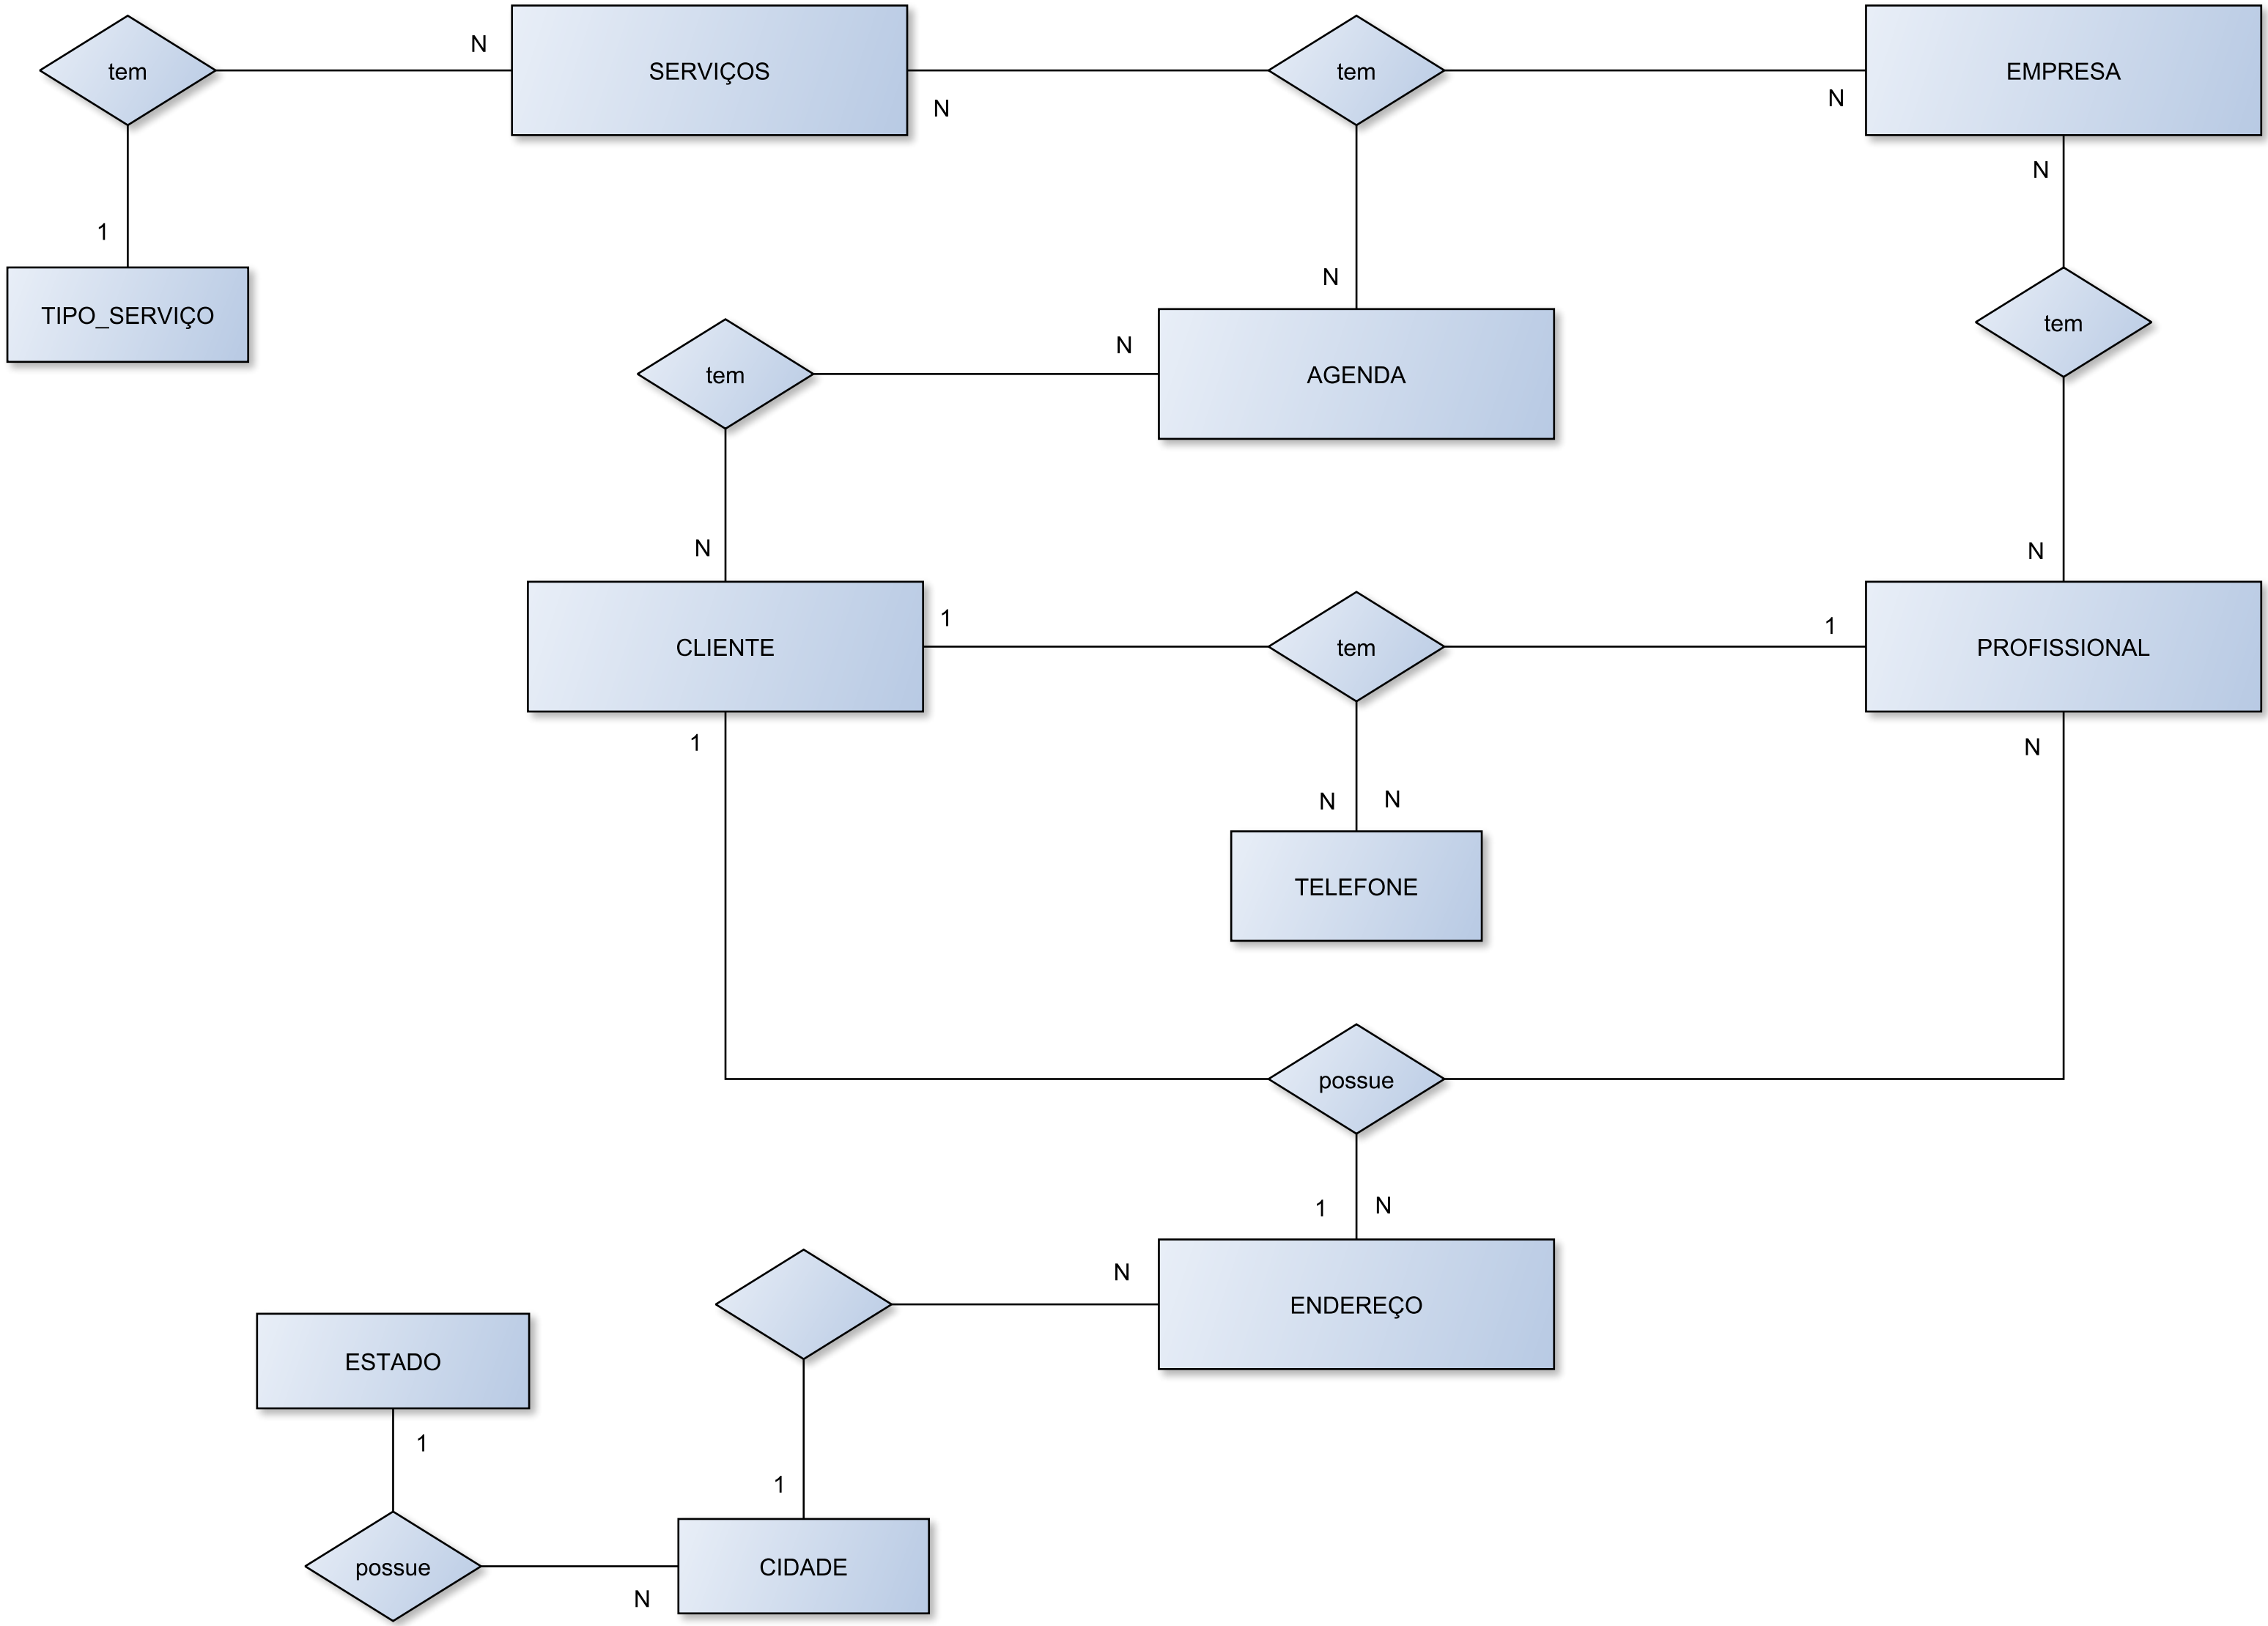 N
SERVIÇOS
tem
EMPRESA
tem
N
N
N
1
N
TIPO_SERVIÇO
tem
N
AGENDA
tem
N
N
1
1
CLIENTE
tem
PROFISSIONAL
1
N
N
N
TELEFONE
possue
1
N
N
ENDEREÇO
ESTADO
1
1
possue
N
CIDADE